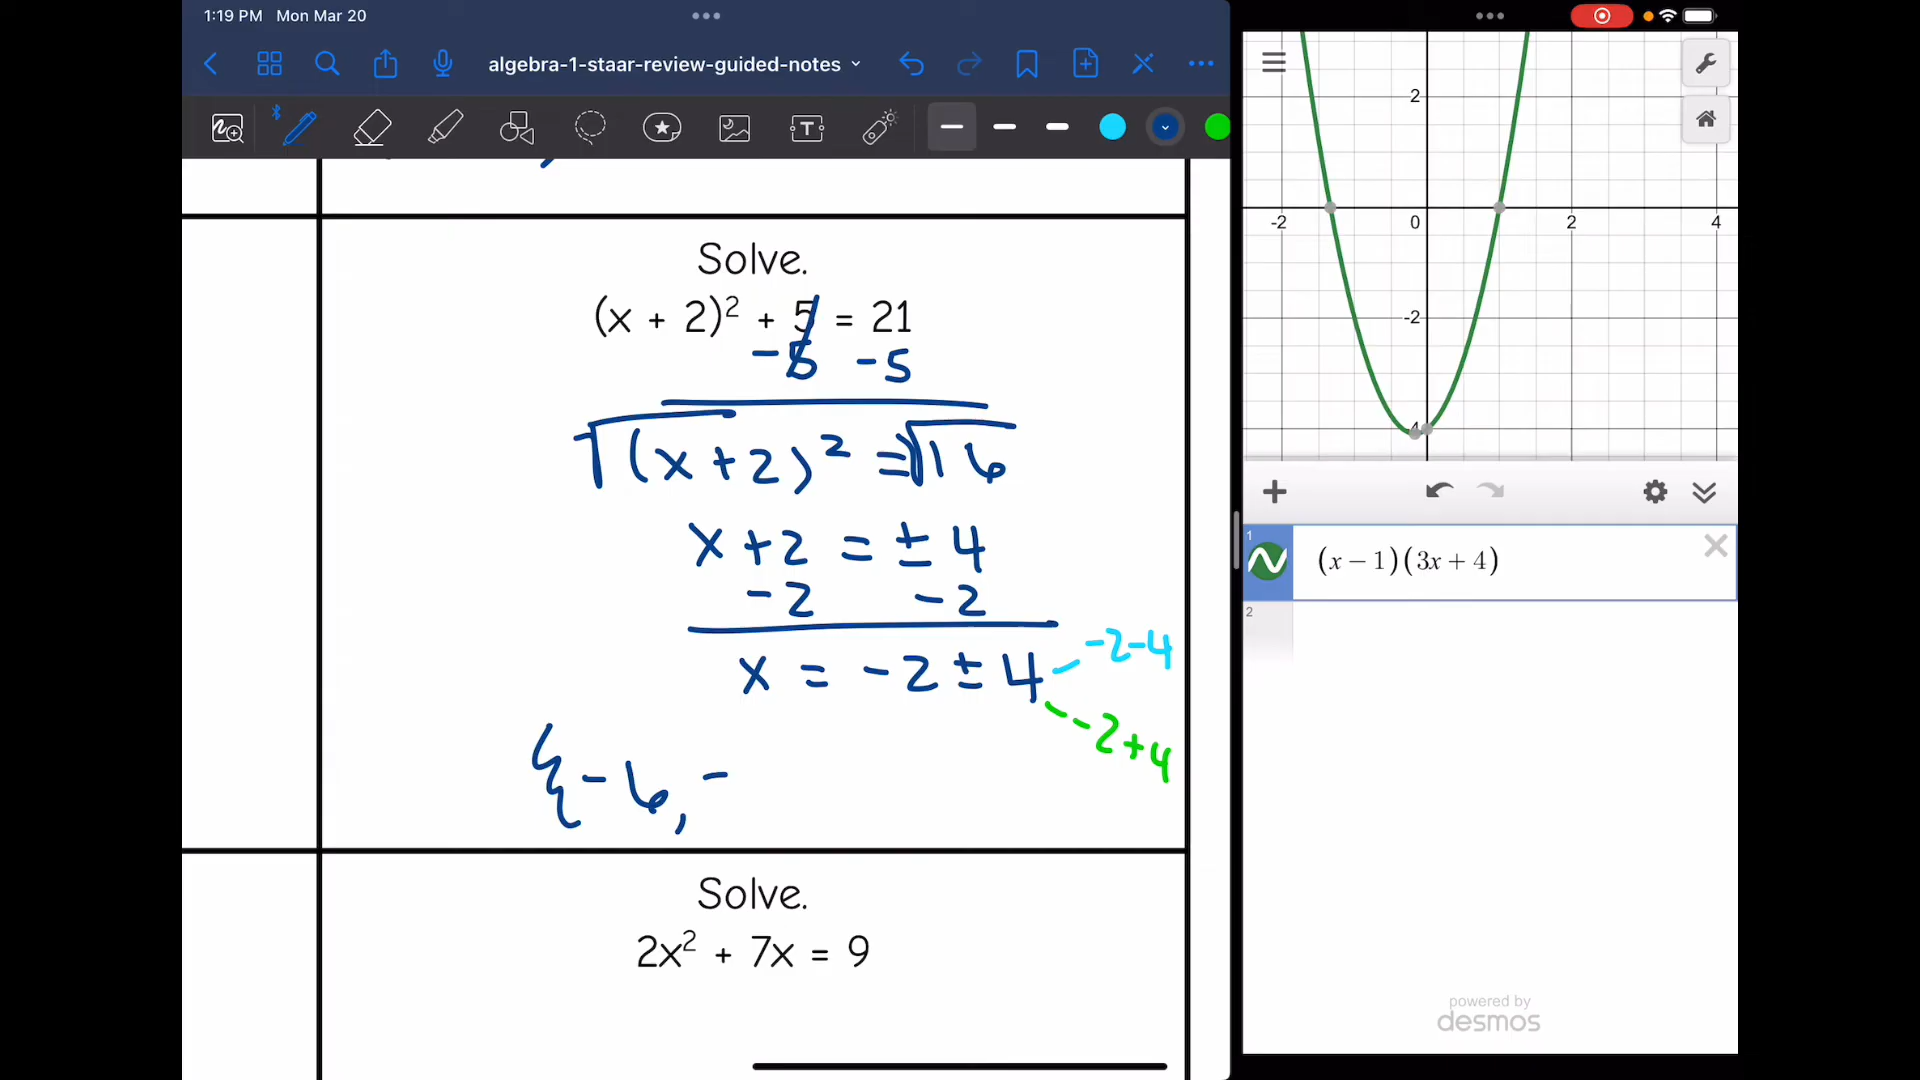 1:19 PM Mon Mar 20
algebra-1-staar-review-guided-notes
Solve.
(x + 2)² + 5 = 21
- 5 - 5
√(x + 2)² = √16
x + 2 = ± 4
- 2 - 2
x = -2 ± 4
-2-4
-2+4
{-6, -
Solve.
2x² + 7x = 9
2
-2 0 2 4
-2
-4
1
(x − 1)(3x + 4)
2
powered by
desmos